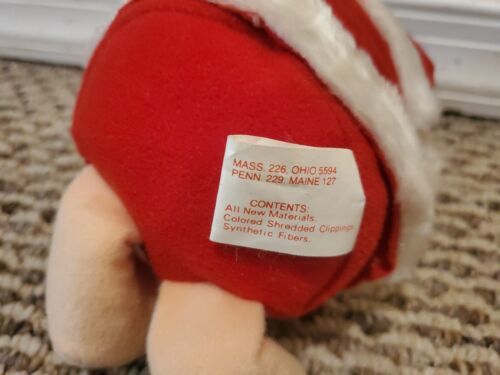 MASS. 226, OHIO 5594
PENN. 229, MAINE 127
CONTENTS:
All New Materials.
Colored Shredded Clippings
Synthetic Fibers.